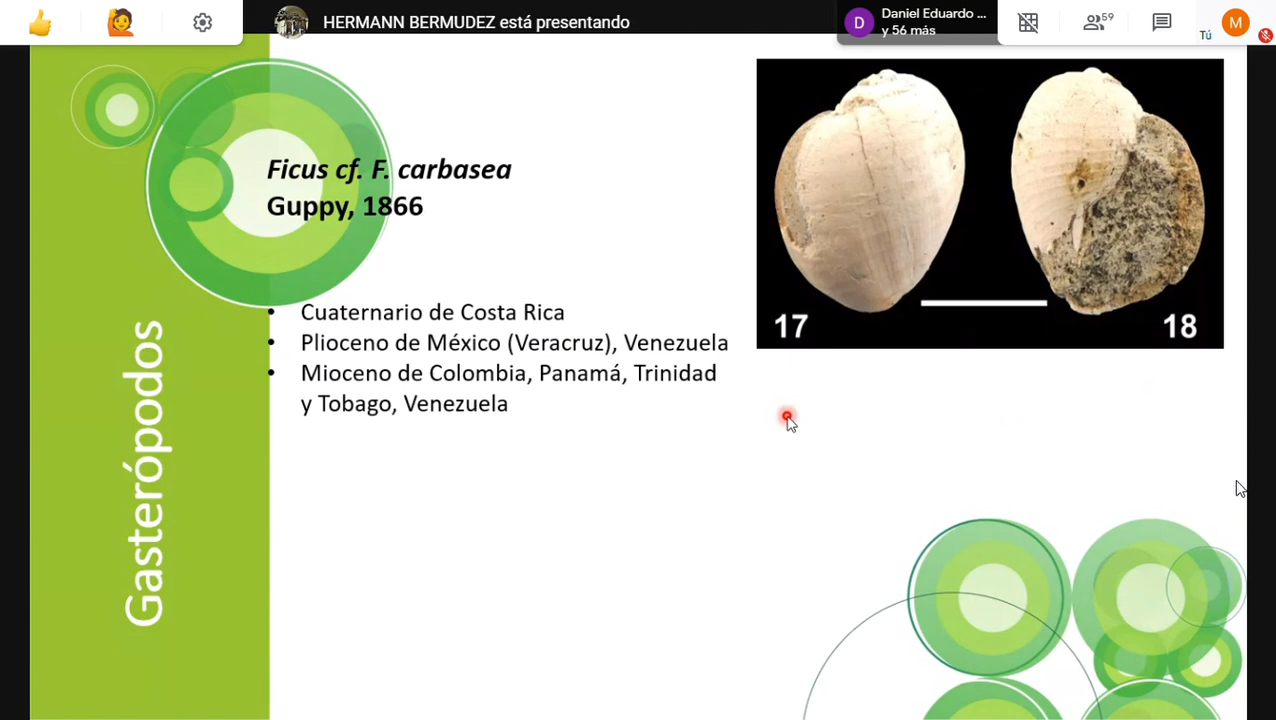 HERMANN BERMUDEZ está presentando
D
Daniel Eduardo ...
y 56 más
59
Tú
M
Ficus cf. F. carbasea
Guppy, 1866
• Cuaternario de Costa Rica
• Plioceno de México (Veracruz), Venezuela
• Mioceno de Colombia, Panamá, Trinidad
y Tobago, Venezuela
17
18
Gasterópodos